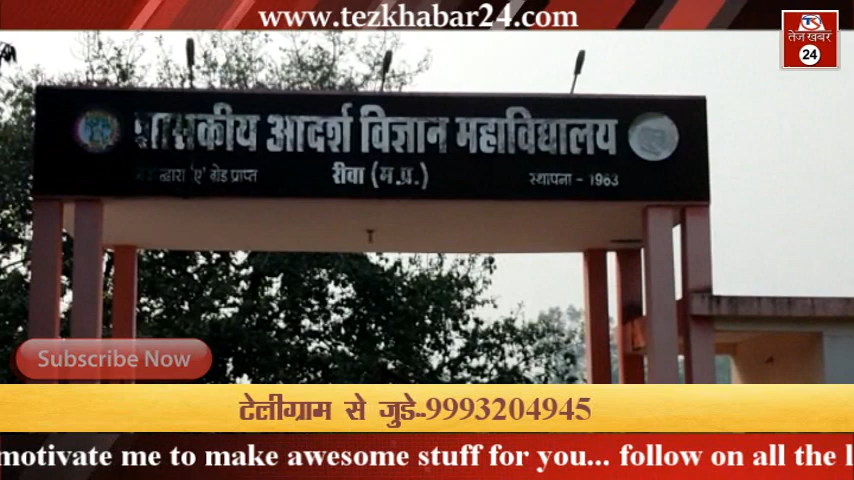 www.tezkhabar24.com
तेज खबर
24
शासकीय आदर्श विज्ञान महाविद्यालय
द्वारा 'ए' ग्रेड प्राप्त रीवा (म.प्र.) स्थापना - 1963
Subscribe Now
टेलीग्राम से जुडे-9993204945
motivate me to make awesome stuff for you... follow on all the l